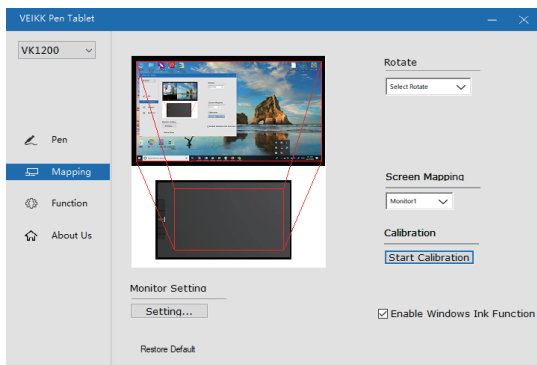 VEIKK Pen Tablet
VK1200
Pen
Mapping
Function
About Us
Rotate
Select Rotate
Screen Mapping
Monitor1
Calibration
Start Calibration
Monitor Setting
Setting...
Enable Windows Ink Function
Restore Default